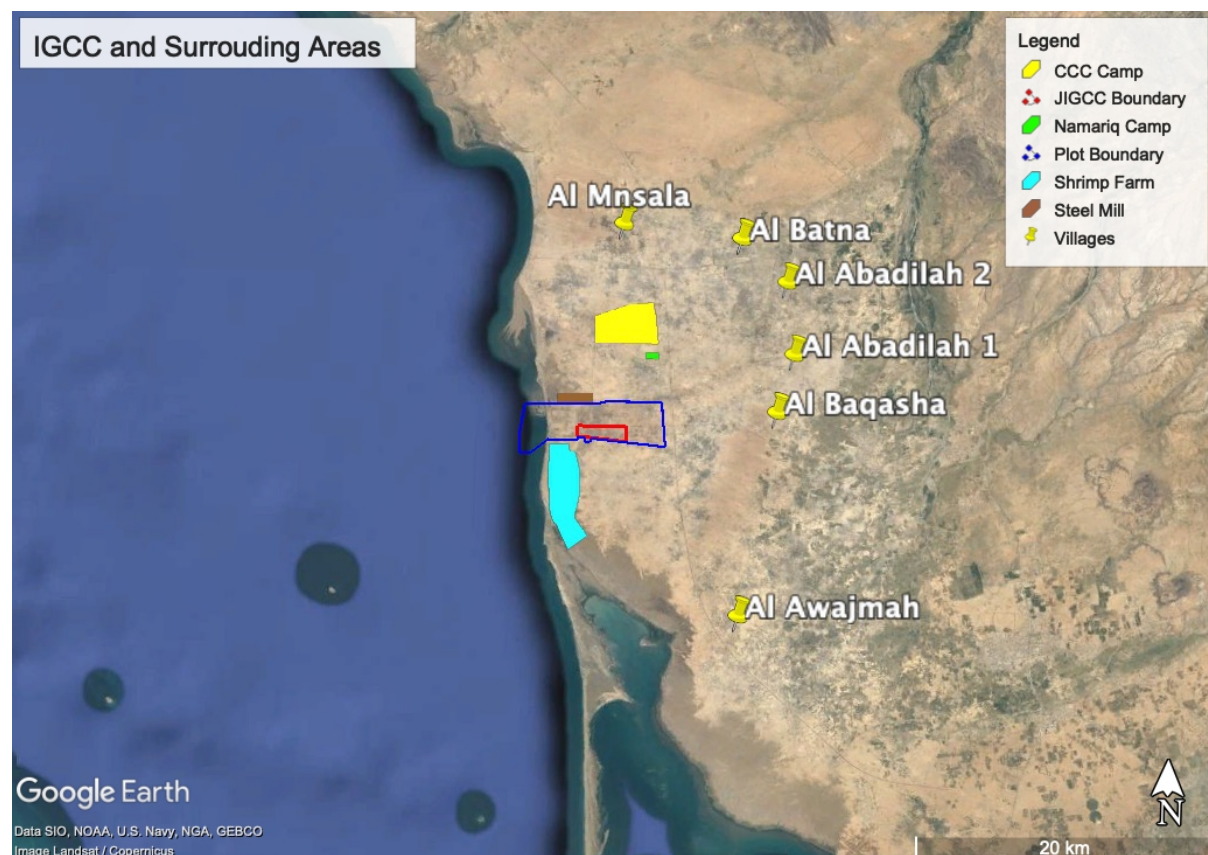 IGCC and Surrouding Areas
Legend
CCC Camp
JIGCC Boundary
Namariq Camp
Plot Boundary
Shrimp Farm
Steel Mill
Villages
Al Mnsala
Al Batna
Al Abadilah 2
Al Abadilah 1
Al Baqasha
Al Awajmah
Google Earth
Data SIO, NOAA, U.S. Navy, NGA, GEBCO
Image Landsat / Copernicus
N
20 km